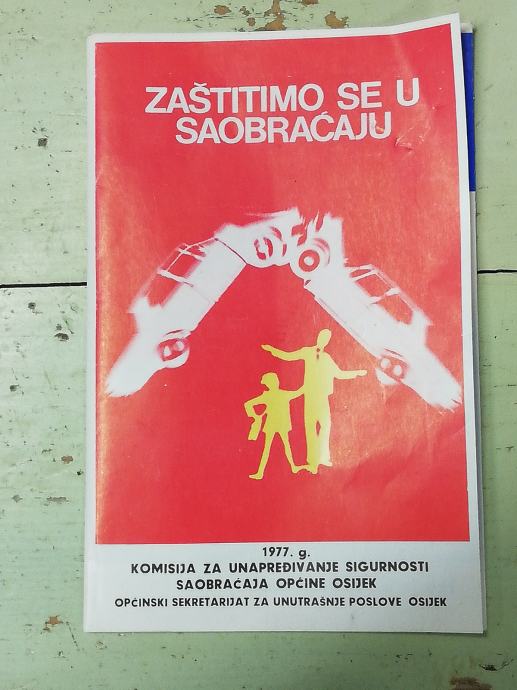 ZAŠTITIMO SE U
SAOBRAĆAJU
1977. g.
KOMISIJA ZA UNAPREĐIVANJE SIGURNOSTI
SAOBRAĆAJA OPĆINE OSIJEK
OPĆINSKI SEKRETARIJAT ZA UNUTRAŠNJE POSLOVE OSIJEK